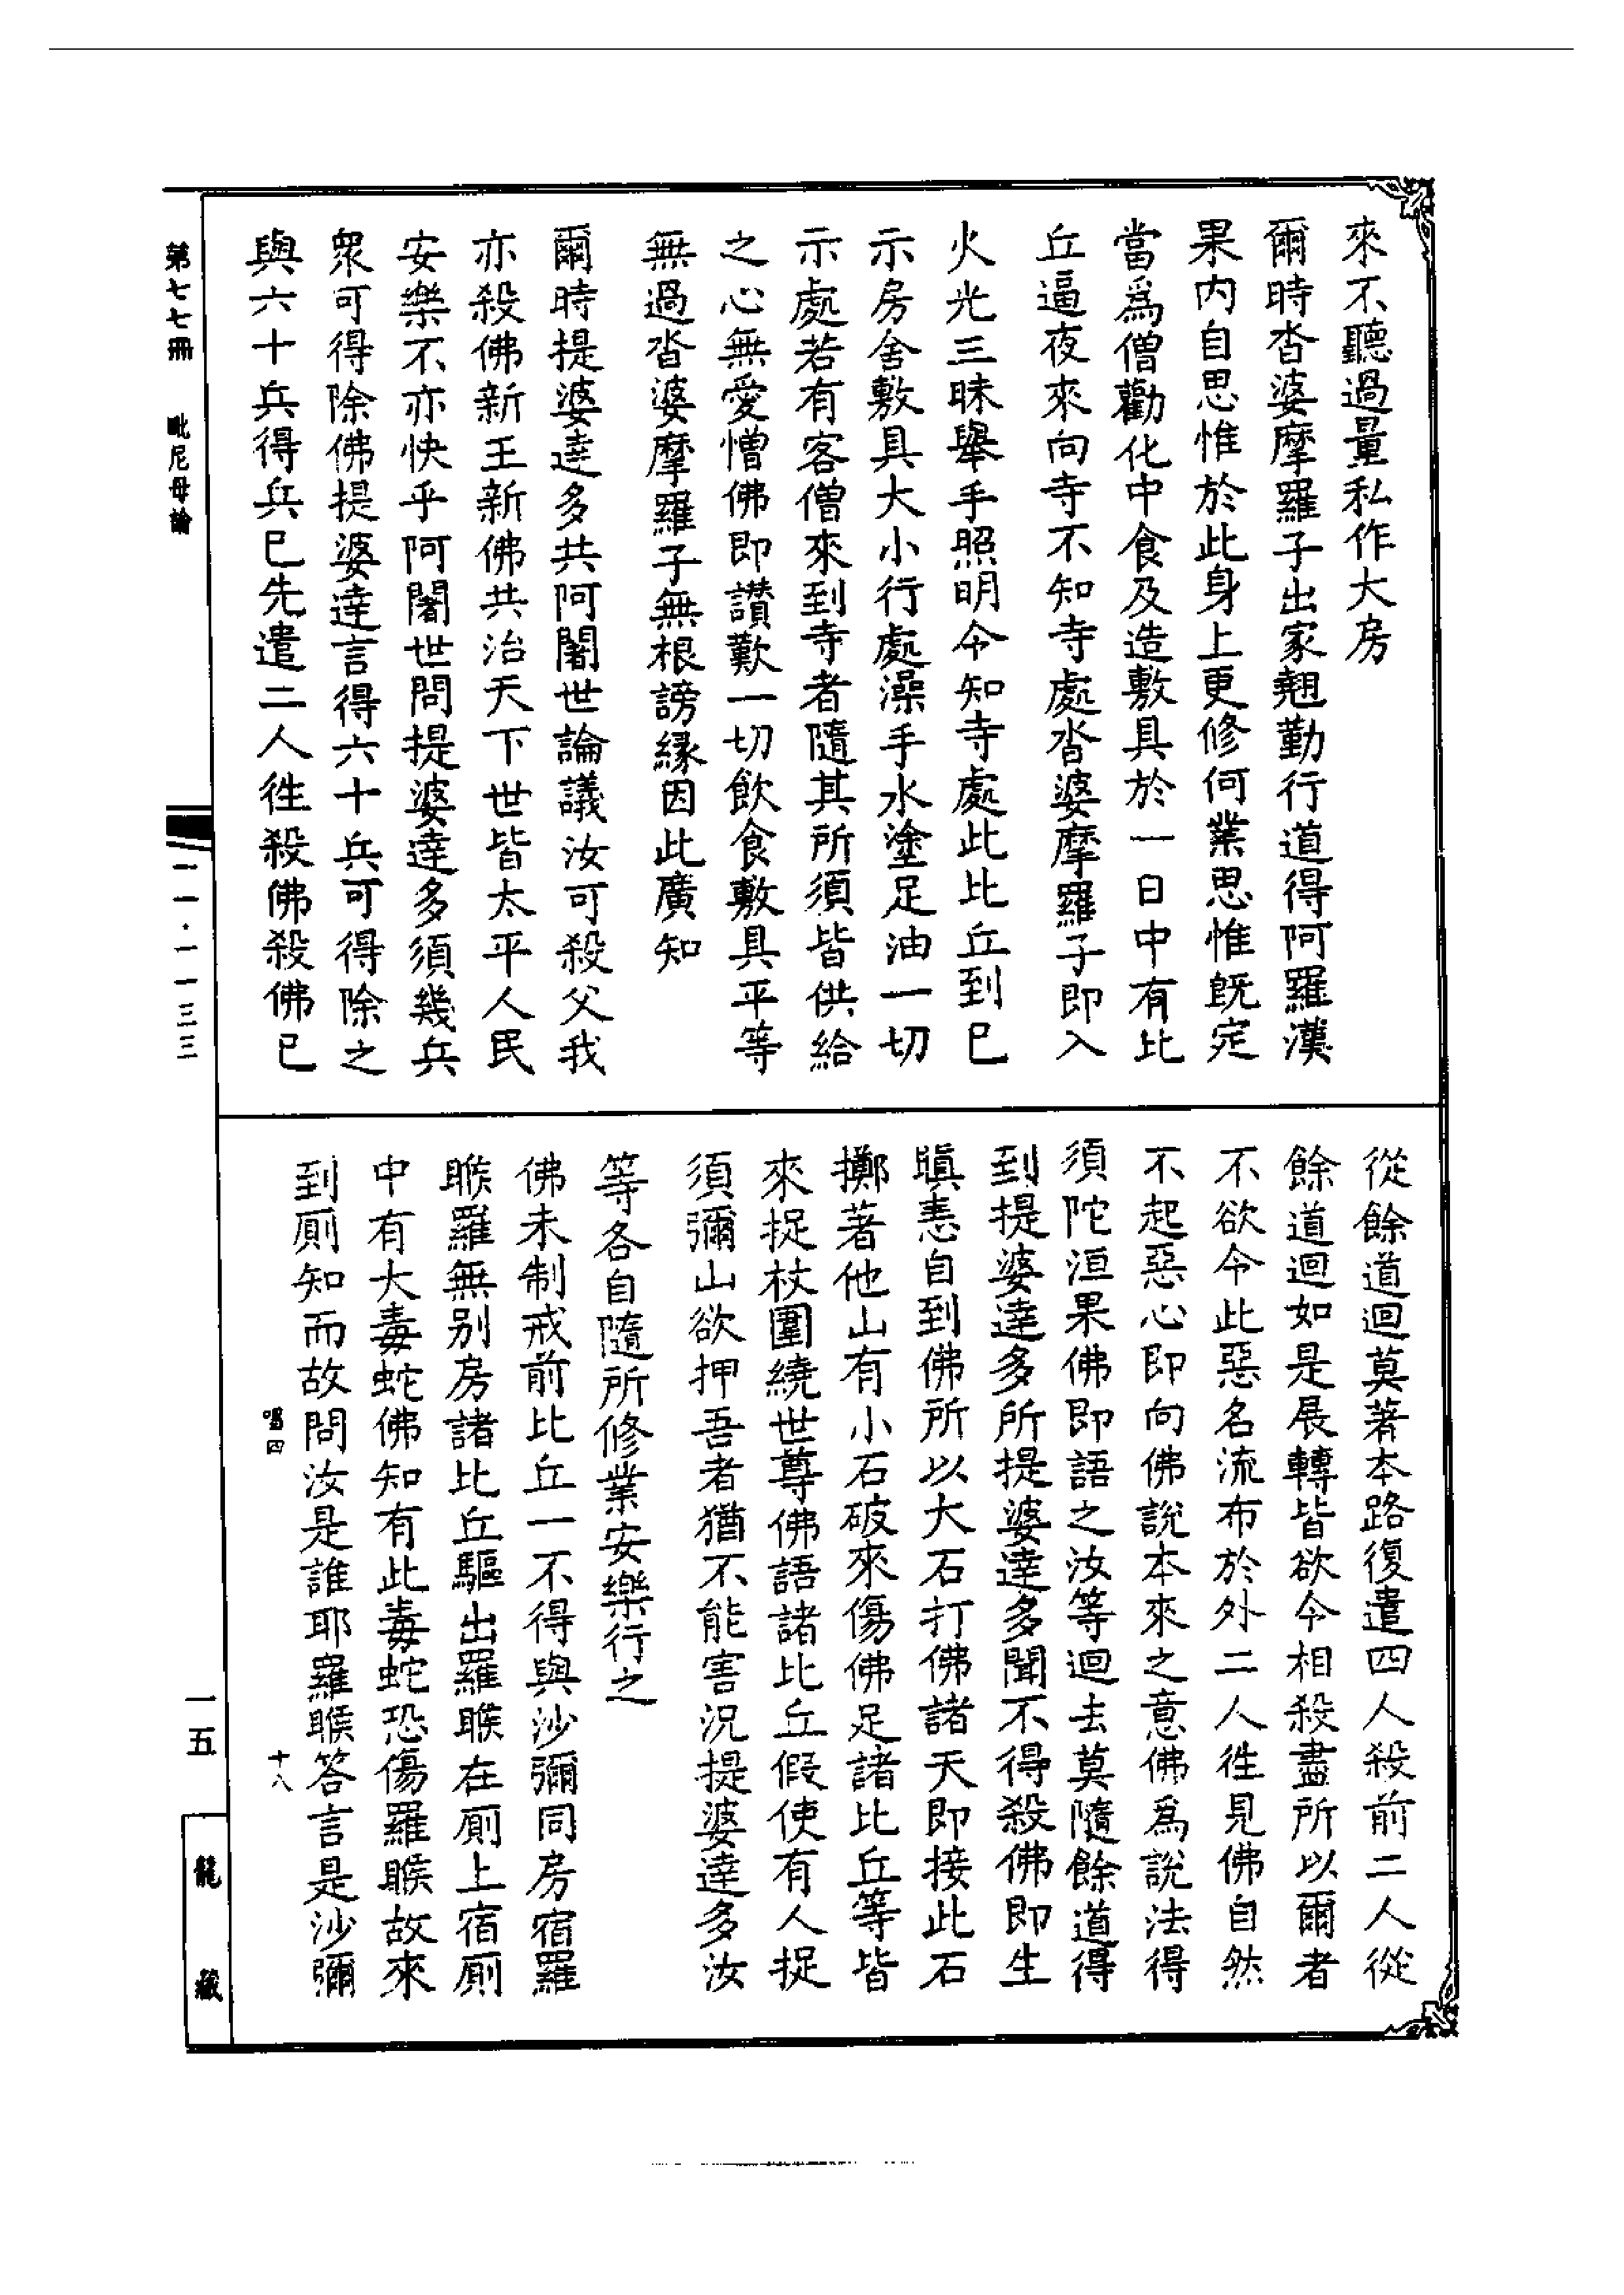 來不聽過量私作大房
爾時沓婆摩羅子出家翹勤行道得阿羅漢
果内自思惟於此身上更修何業思惟旣定
當爲僧勸化中食及造敷具於一日中有比
丘逼夜來向寺不知寺處沓婆摩羅子即入
火光三昧舉手照明令知寺處此比丘到已
示房舍敷具大小行處澡手水塗足油一切
示處若有客僧來到寺者隨其所須皆供給
之心無愛憎佛即讚歎一切飲食敷具平等
無過沓婆摩羅子無根謗縁因此廣知
爾時提婆達多共阿闍世論議汝可殺父我
亦殺佛新王新佛共治天下世皆太平人民
安樂不亦快乎阿闍世問提婆達多須幾兵
衆可得除佛提婆達言得六十兵可得除之
與六十兵得兵已先遣二人徃殺佛殺佛已
從餘道迴莫著本路復遣四人殺前二人從
餘道迴如是展轉皆欲令相殺盡所以爾者
不欲令此惡名流布於外二人徃見佛自然
不起惡心即向佛說本來之意佛爲說法得
須陀洹果佛即語之汝等迴去莫隨餘道得
到提婆達多所提婆達多聞不得殺佛即生
瞋恚自到佛所以大石打佛諸天即接此石
擲著他山有小石破來傷佛足諸比丘等皆
來捉杖圍繞世尊佛語諸比丘假使有人捉
須彌山欲押吾者猶不能害況提婆達多汝
等各自隨所修業安樂行之
佛未制戒前比丘一不得與沙彌同房宿羅
睺羅無别房諸比丘驅出羅睺在厠上宿厠
中有大毒蛇佛知有此毒蛇恐傷羅睺故來
到厠知而故問汝是誰耶羅睺答言是沙彌
唱四
十八
第七七冊
毗尼母論
一一·一一三三
一五
龍藏